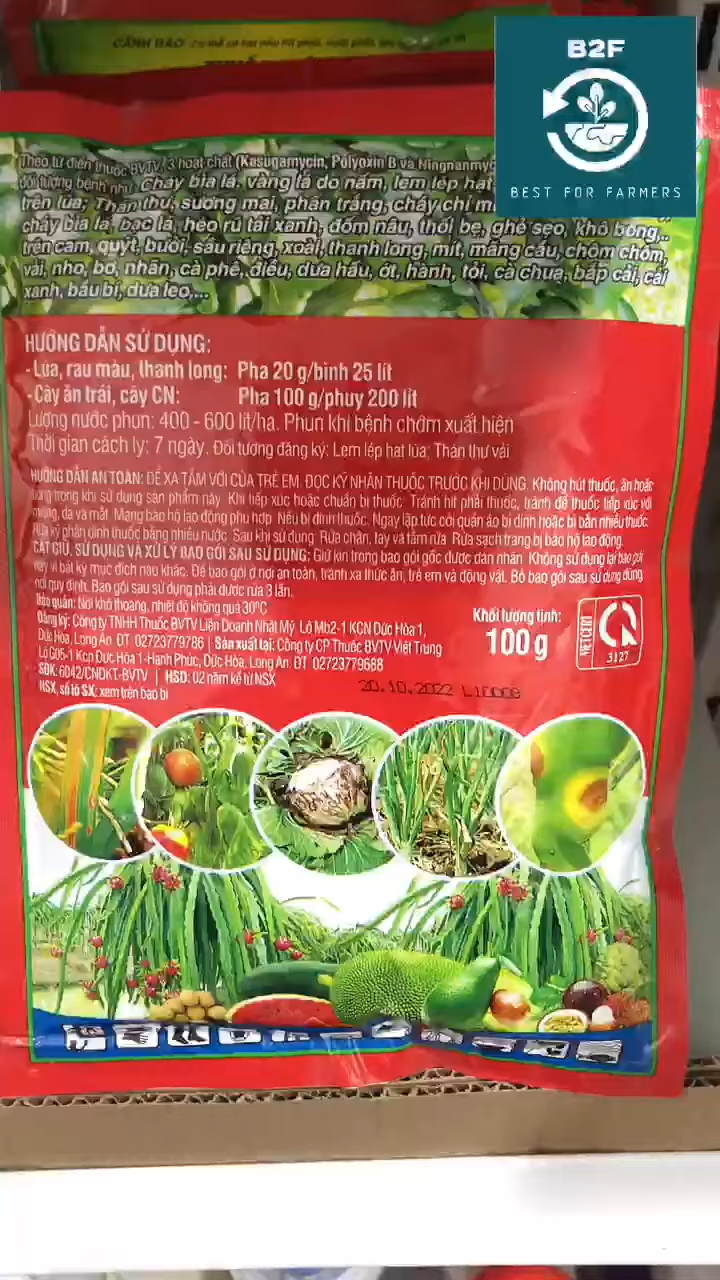 CẢNH BÁO:
B2F
BEST FOR FARMERS
Theo từ điển thuốc BVTV, 3 hoạt chất (Kasugamycin, Polyoxin B và Ningnanmyc
đối tượng bệnh như: Cháy bìa lá, vàng lá do nấm, lem lép hạt
trên lúa; Thán thư, sương mai, phấn trắng, cháy chỉ m
cháy bìa lá, bạc lá, héo rũ tái xanh, đốm nâu, thối bẹ, ghẻ sẹo, khô bông,..
trên cam, quýt, bưởi, sầu riêng, xoài, thanh long, mít, mãng cầu, chôm chôm,
vải, nho, bơ, nhãn, cà phê, điều, dưa hấu, ớt, hành, tỏi, cà chua, bắp cải, cải
xanh, bầu bí, dưa leo,...
HƯỚNG DẪN SỬ DỤNG:
- Lúa, rau màu, thanh long: Pha 20 g/bình 25 lít
- Cây ăn trái, cây CN: Pha 100 g/phuy 200 lít
Lượng nước phun: 400 - 600 lít/ha. Phun khi bệnh chớm xuất hiện
Thời gian cách ly: 7 ngày. Đối tượng đăng ký: Lem lép hạt lúa; Thán thư vải
HƯỚNG DẪN AN TOÀN: ĐỂ XA TẦM VỚI CỦA TRẺ EM. ĐỌC KỸ NHÃN THUỐC TRƯỚC KHI DÙNG. Không hút thuốc, ăn hoặc
uống trong khi sử dụng sản phẩm này. Khi tiếp xúc hoặc chuẩn bị thuốc: Tránh hít phải thuốc, tránh để thuốc tiếp xúc với
miệng, da và mắt. Mang bảo hộ lao động phù hợp. Nếu bị dính thuốc: Ngay lập tức cởi quần áo bị dính hoặc bị bẩn nhiều thuốc.
Rửa kỹ phần dính thuốc bằng nhiều nước. Sau khi sử dụng: Rửa chân, tay và tắm rửa. Rửa sạch trang bị bảo hộ lao động.
CẤT GIỮ, SỬ DỤNG VÀ XỬ LÝ BAO GÓI SAU SỬ DỤNG: Giữ kín trong bao gói gốc được dán nhãn. Không sử dụng lại bao gói
này vì bất kỳ mục đích nào khác. Để bao gói ở nơi an toàn, tránh xa thức ăn, trẻ em và động vật. Bỏ bao gói sau sử dụng đúng
nơi quy định. Bao gói sau sử dụng phải được rửa 3 lần.
Bảo quản: Nơi khô thoáng, nhiệt độ không quá 30°C
Đăng ký: Công ty TNHH Thuốc BVTV Liên Doanh Nhật Mỹ. Lô Mb2-1 KCN Đức Hòa 1,
Đức Hòa, Long An. ĐT: 02723779786 | Sản xuất tại: Công ty CP Thuốc BVTV Việt Trung
Lô G05-1 Kcn Đức Hòa 1-Hạnh Phúc, Đức Hòa, Long An. ĐT: 02723779688
SĐK: 6042/CNĐKT-BVTV | HSD: 02 năm kể từ NSX
NSX, số lô SX: xem trên bao bì
Khối lượng tịnh:
100g
VIETCERT
3127
20.10.2022 L10008